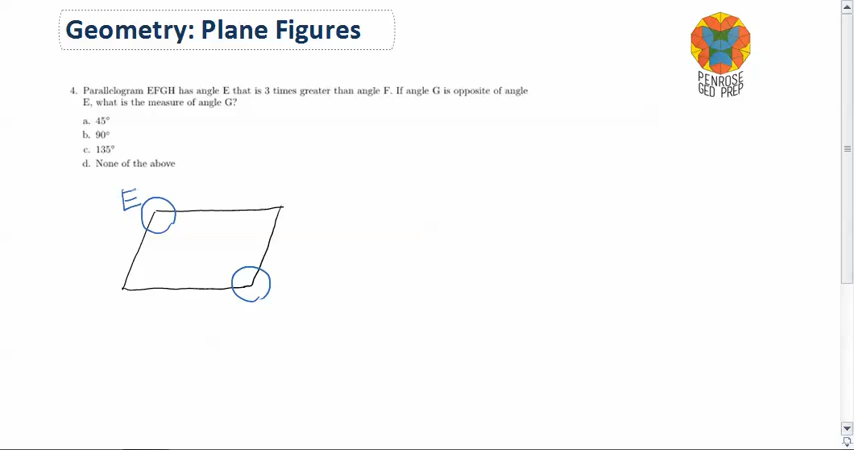 Geometry: Plane Figures
PENROSE
GED PREP
4. Parallelogram EFGH has angle E that is 3 times greater than angle F. If angle G is opposite of angle
E, what is the measure of angle G?
a. 45°
b. 90°
c. 135°
d. None of the above
E